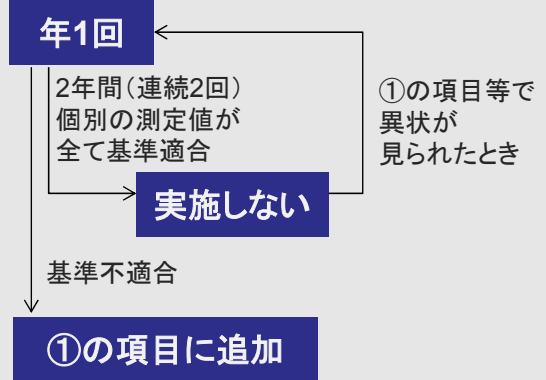 年1回
2年間(連続2回)
個別の測定値が
全て基準適合
①の項目等で
異状が
見られたとき
実施しない
基準不適合
①の項目に追加